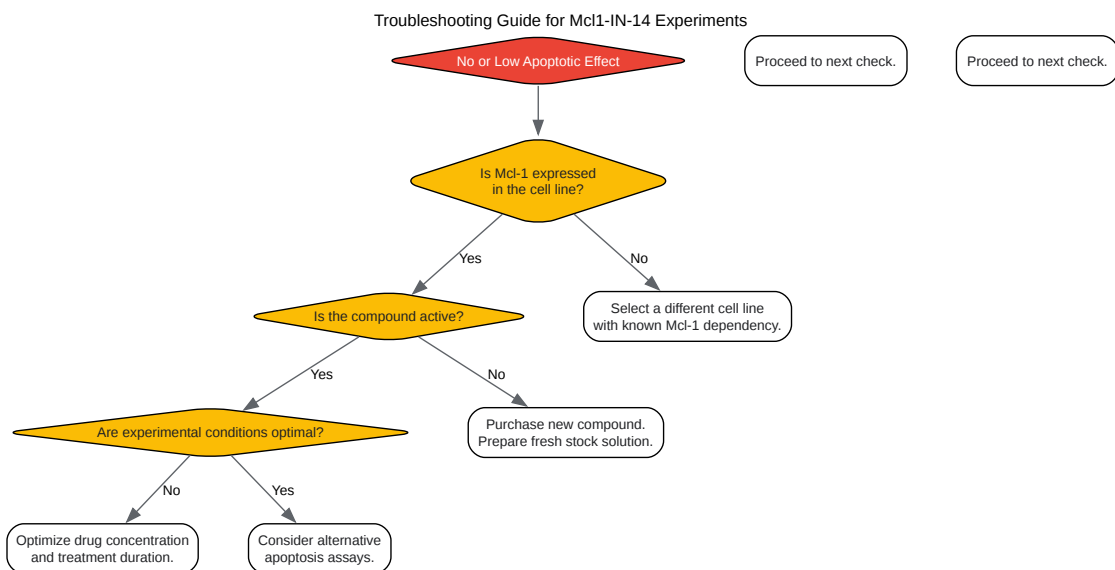 Troubleshooting Guide for Mcl1-IN-14 Experiments
No or Low Apoptotic Effect
Proceed to next check.
Proceed to next check.
Is Mcl-1 expressed
in the cell line?
Yes
No
Is the compound active?
Select a different cell line
with known Mcl-1 dependency.
Yes
No
Are experimental conditions optimal?
Purchase new compound.
Prepare fresh stock solution.
No
Yes
Optimize drug concentration
and treatment duration.
Consider alternative
apoptosis assays.